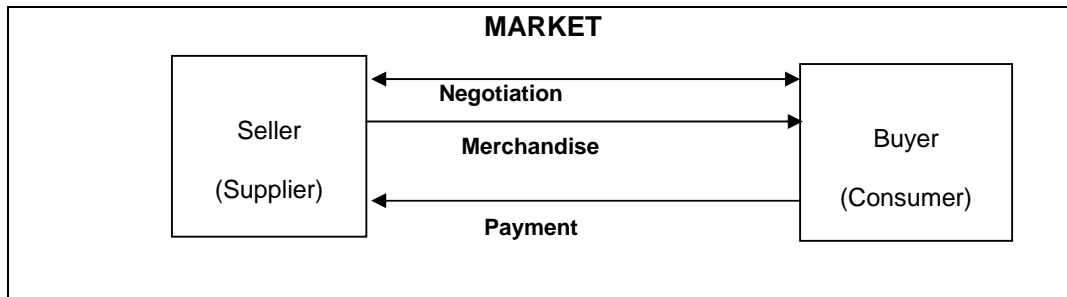 MARKET
Negotiation
Seller
Merchandise
Buyer
(Supplier)
(Consumer)
Payment